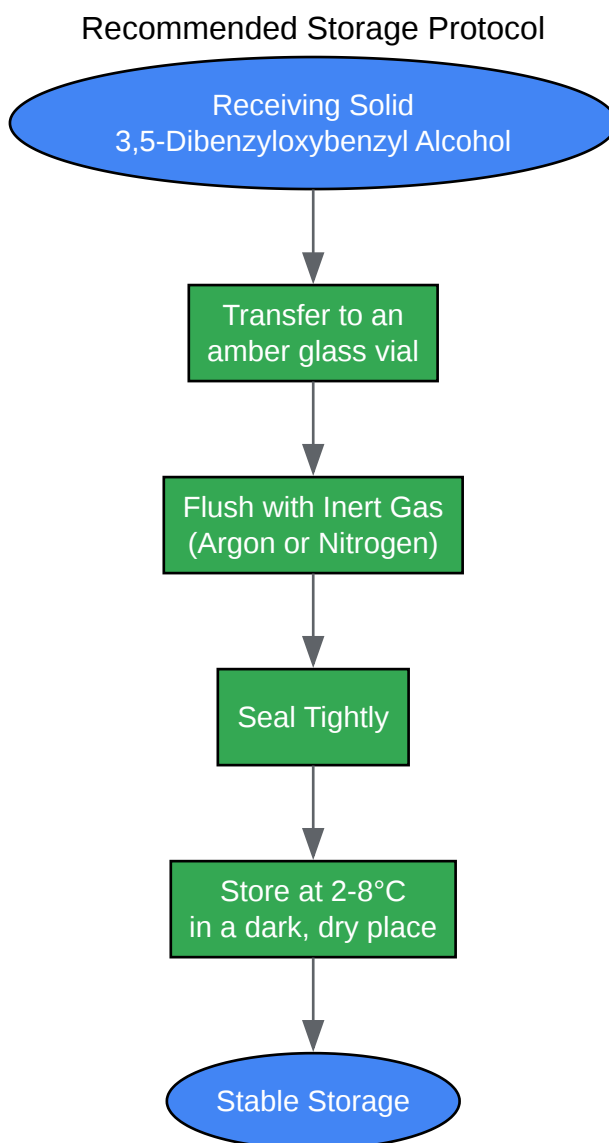 Recommended Storage Protocol
Receiving Solid
3,5-Dibenzyloxybenzyl Alcohol
Transfer to an
amber glass vial
Flush with Inert Gas
(Argon or Nitrogen)
Seal Tightly
Store at 2-8°C
in a dark, dry place
Stable Storage